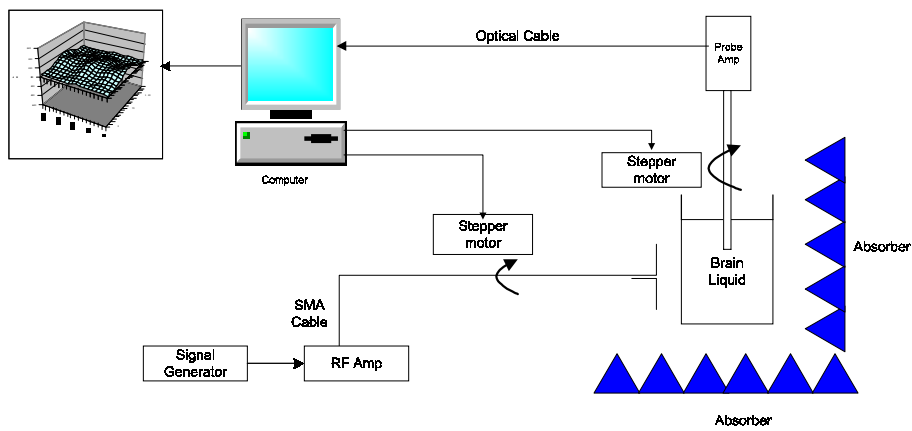 Optical Cable
Probe
Amp
Computer
Stepper
motor
Stepper
motor
Absorber
Brain
Liquid
SMA
Cable
Signal
Generator
RF Amp
Absorber